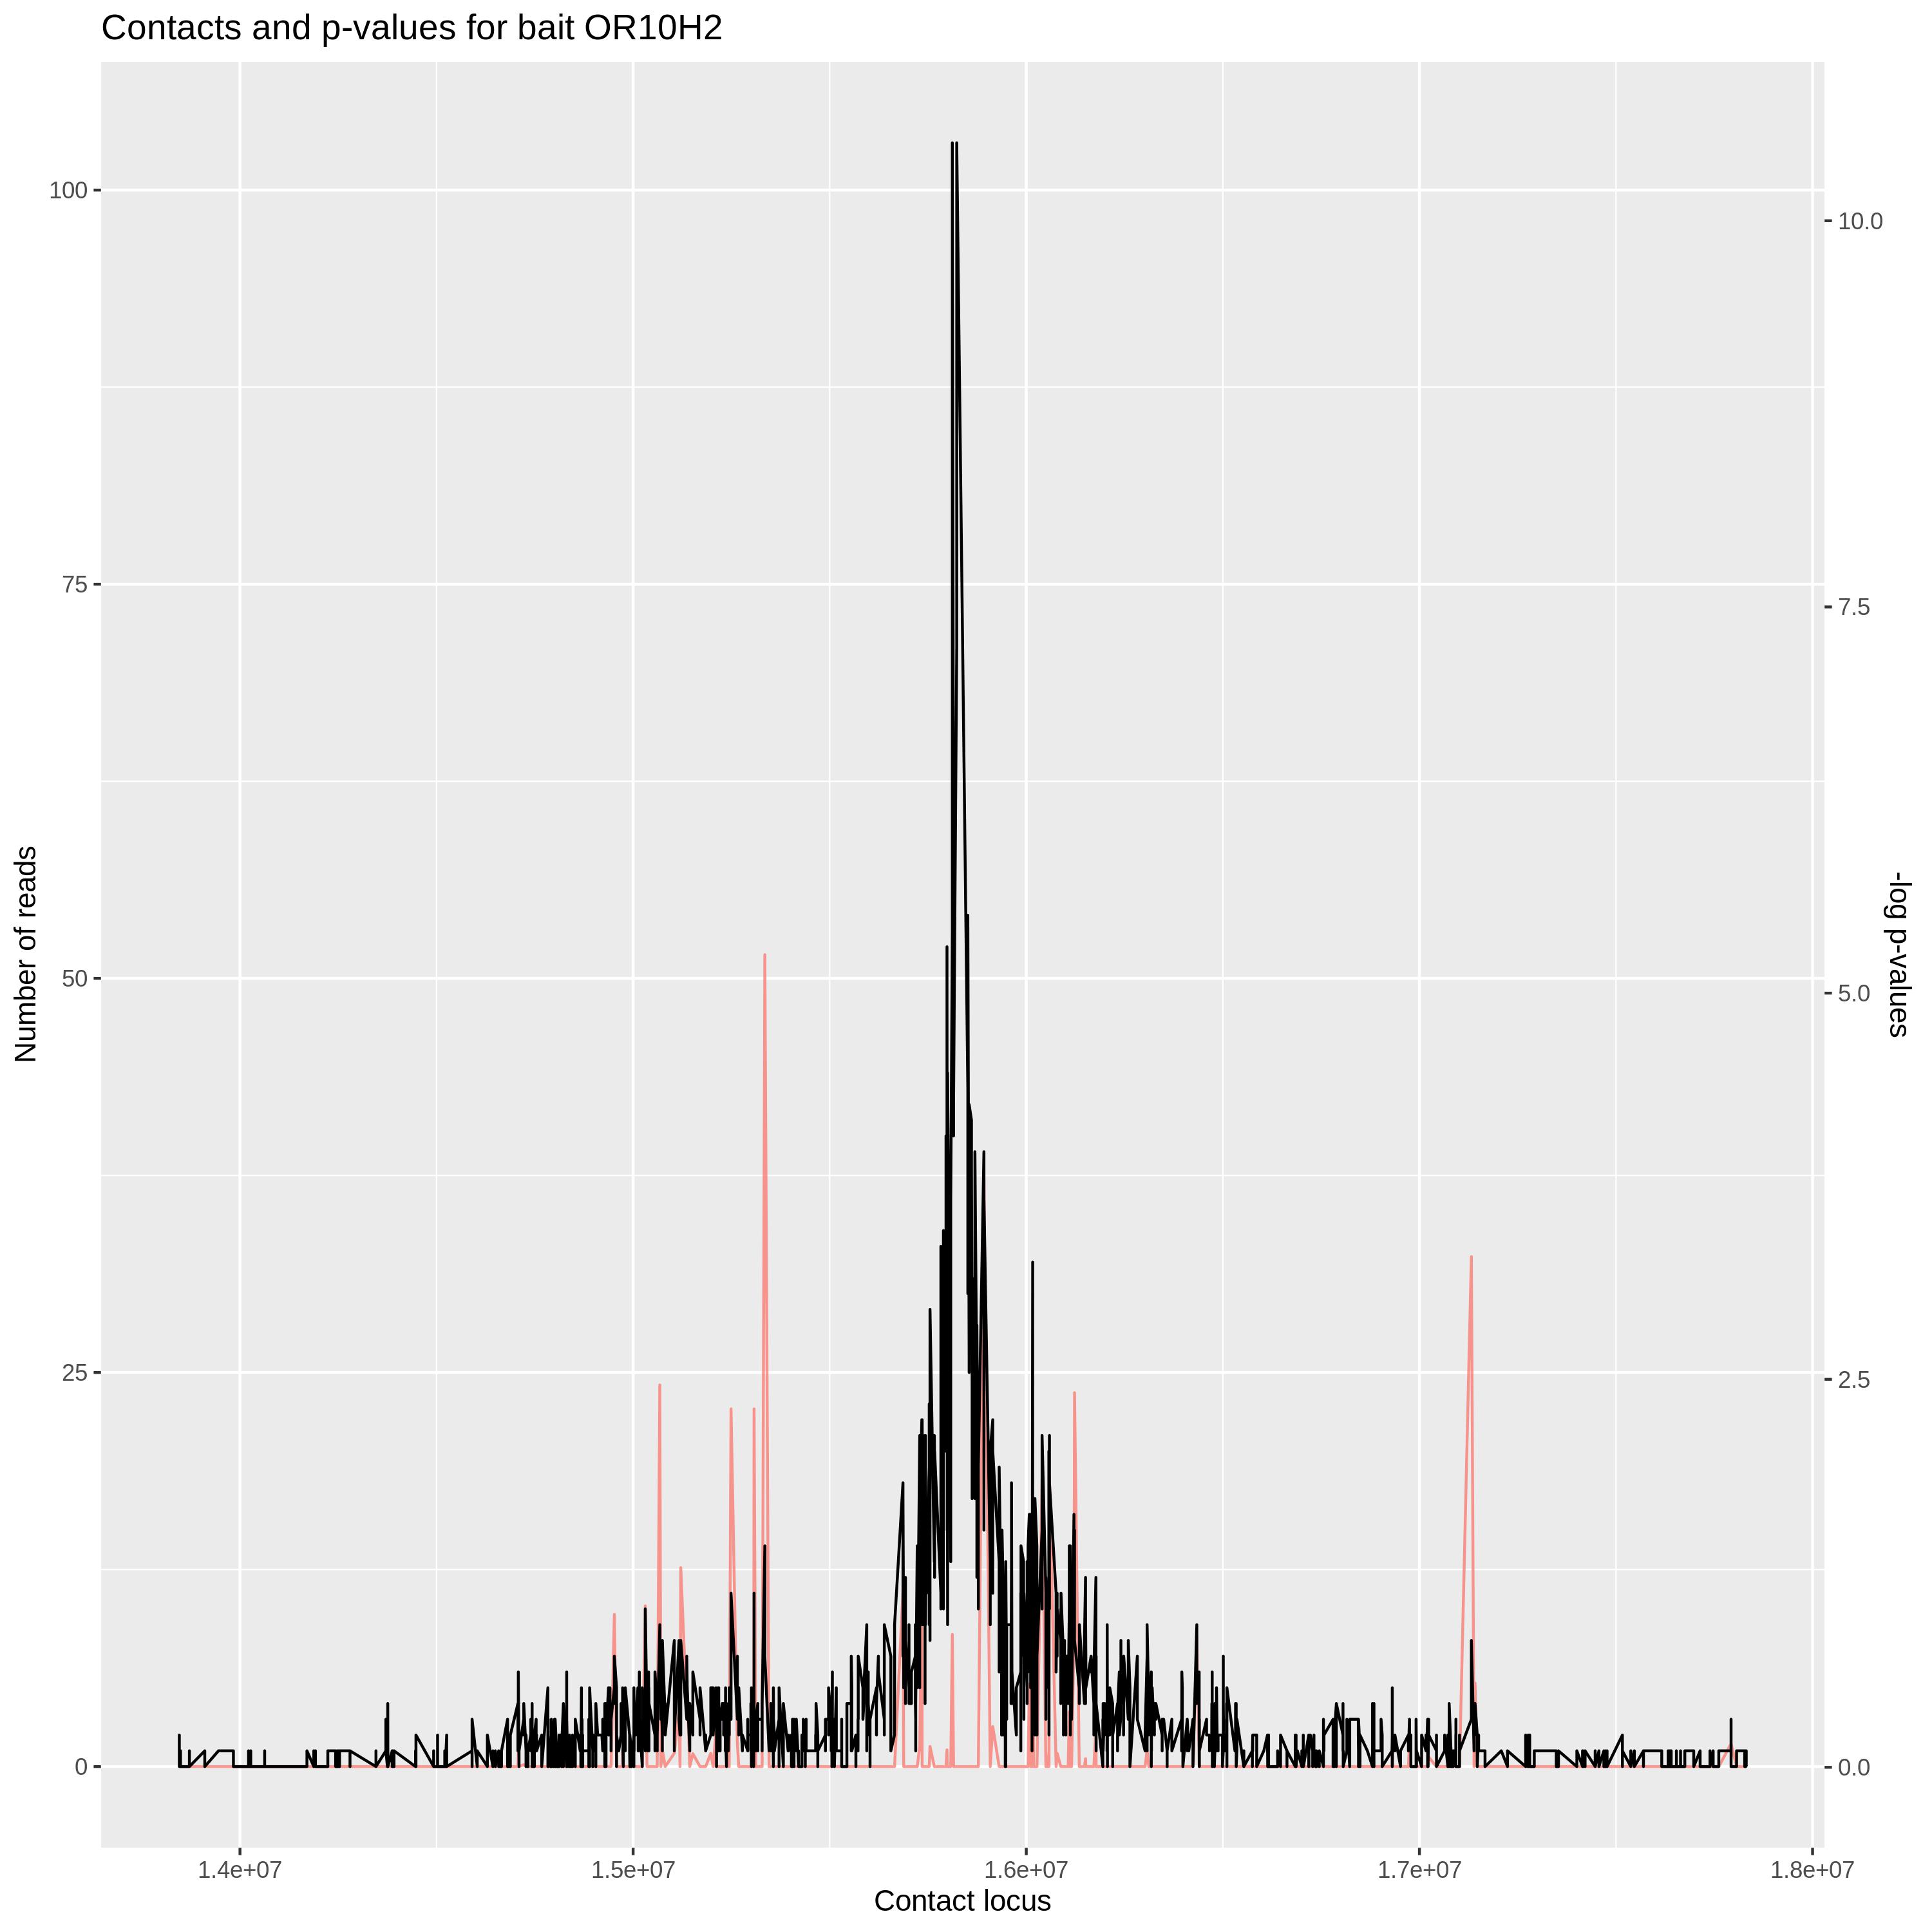 Contacts and p-values for bait OR10H2
100
75
50
25
0
Number of reads
10.0
7.5
5.0
2.5
0.0
-log p-values
1.4e+07
1.5e+07
1.6e+07
1.7e+07
1.8e+07
Contact locus